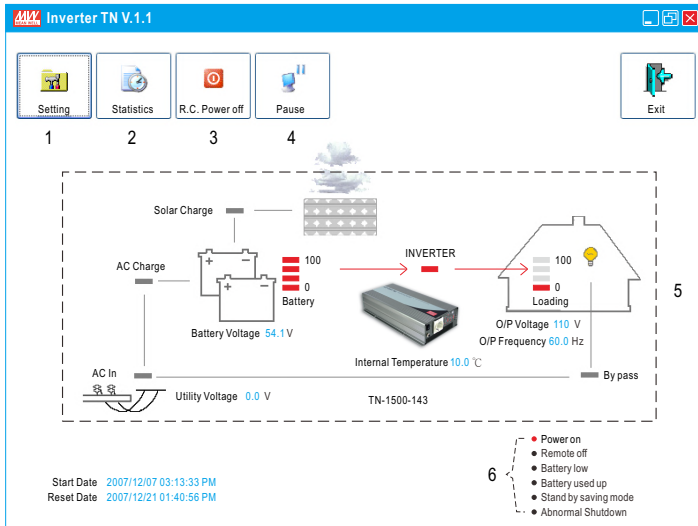 MW MEAN WELL Inverter TN V.1.1
Setting
Statistics
R.C. Power off
Pause
Exit
1
2
3
4
Solar Charge
AC Charge
+ -
+ -
100
0
Battery
INVERTER
100
0
Loading
5
Battery Voltage 54.1 V
O/P Voltage 110 V
O/P Frequency 60.0 Hz
Internal Temperature 10.0 °C
AC In
By pass
Utility Voltage 0.0 V
TN-1500-143
6
Power on
Remote off
Battery low
Battery used up
Stand by saving mode
Abnormal Shutdown
Start Date 2007/12/07 03:13:33 PM
Reset Date 2007/12/21 01:40:56 PM